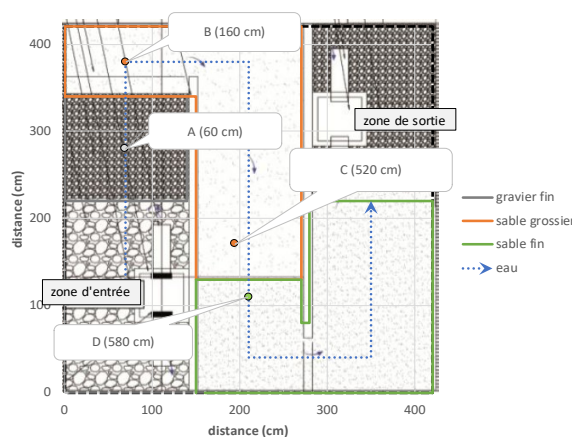 400
300
200
100
0
distance (cm)
0
100
200
300
400
distance (cm)
B (160 cm)
A (60 cm)
zone de sortie
C (520 cm)
zone d'entrée
D (580 cm)
gravier fin
sable grossier
sable fin
eau